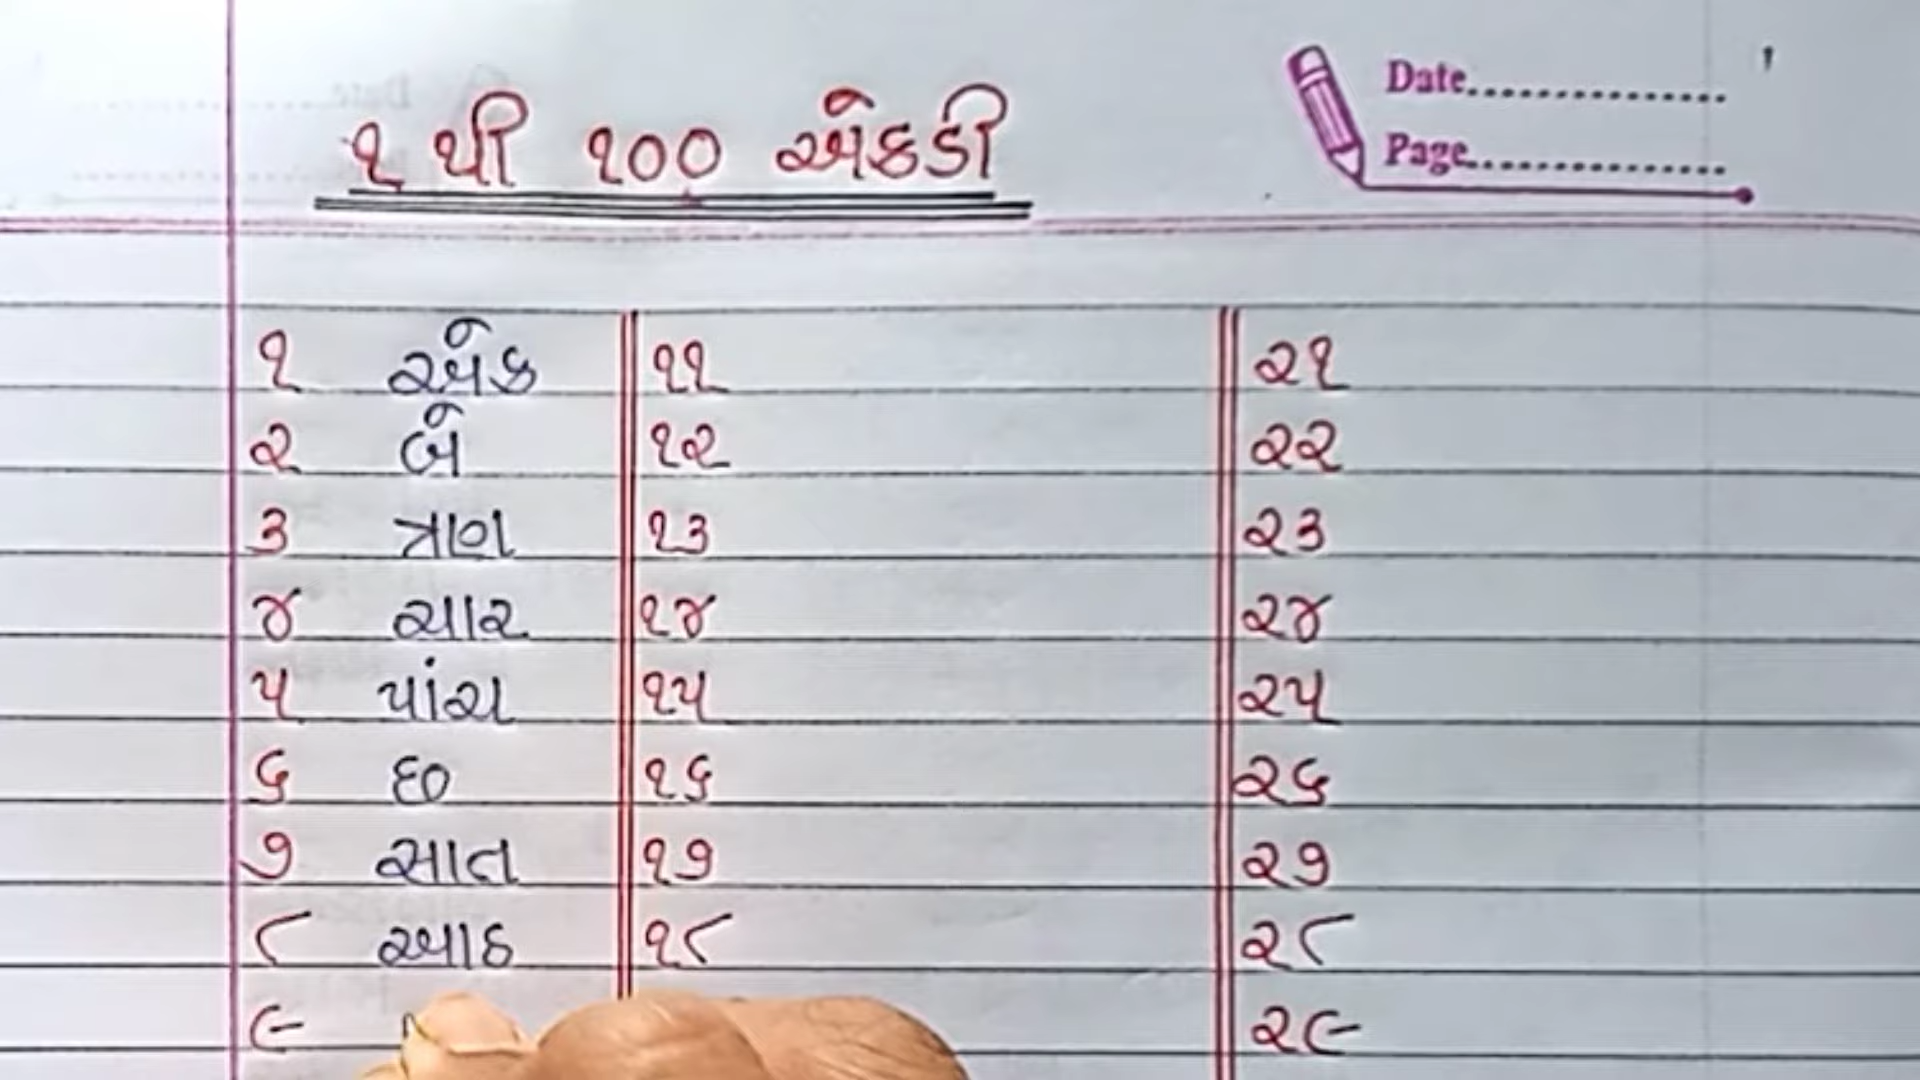 Date
૧ થી ૧૦૦ એકડી
Page
૧ એક ૧૧ ૨૧
૨ બે ૧૨ ૨૨
૩ ત્રણ ૧૩ ૨૩
૪ ચાર ૧૪ ૨૪
૫ પાંચ ૧૫ ૨૫
૬ છ ૧૬ ૨૬
૭ સાત ૧૭ ૨૭
૮ આઠ ૧૮ ૨૮
૯ ૨૯